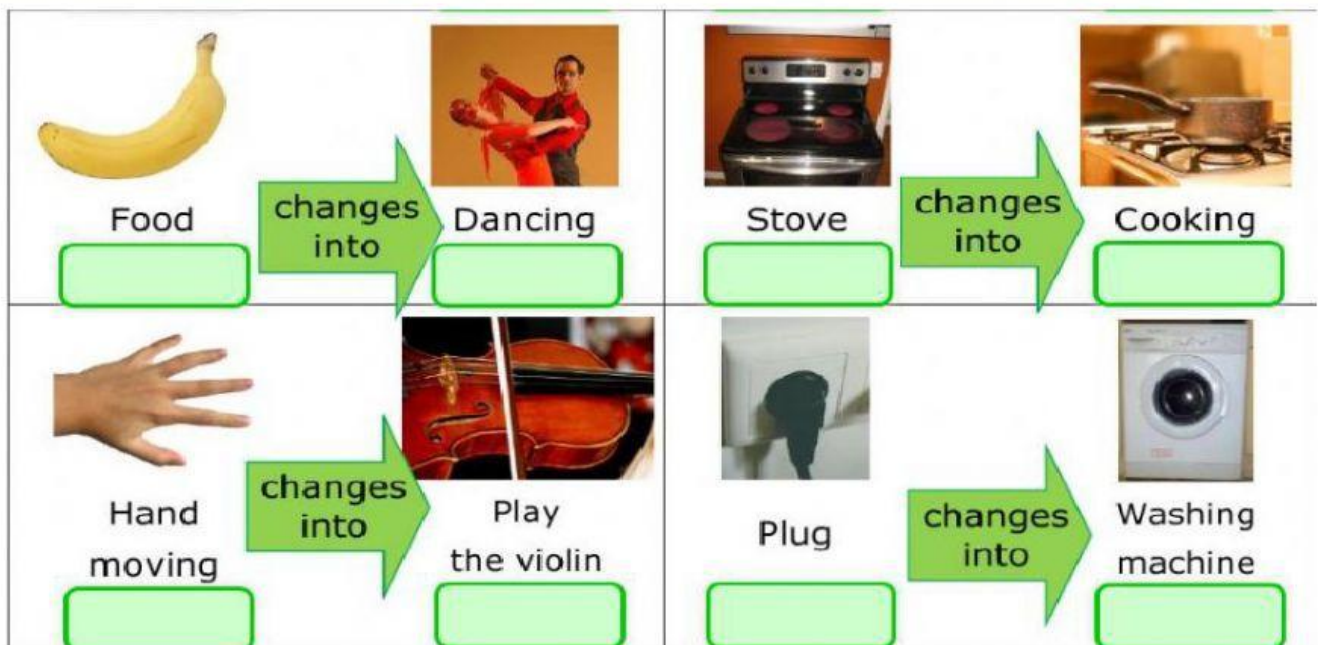 Food
changes
into
Dancing
Stove
changes
into
Cooking
Hand
moving
changes
into
Play
the violin
Plug
changes
into
Washing
machine